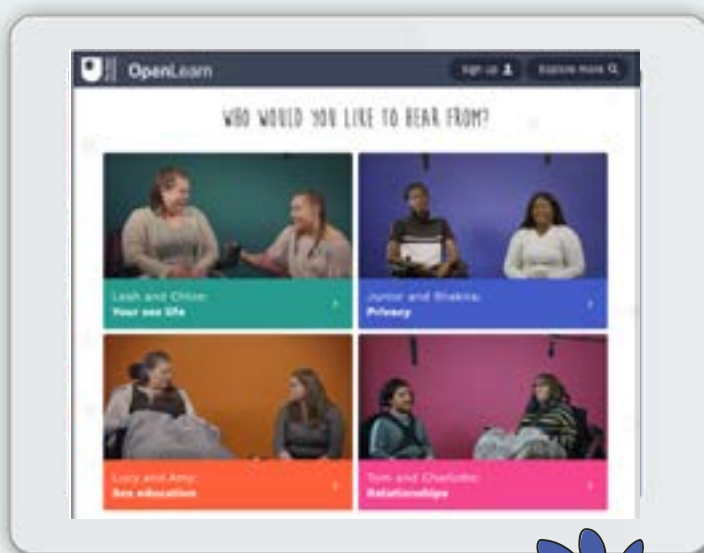 OpenLearn
Sign up
Explore more
WHO WOULD YOU LIKE TO HEAR FROM?
Leah and Chloe:
Your sex life
Junior and Shakira:
Privacy
Lucy and Amy:
Sex education
Tom and Charlotte:
Relationships